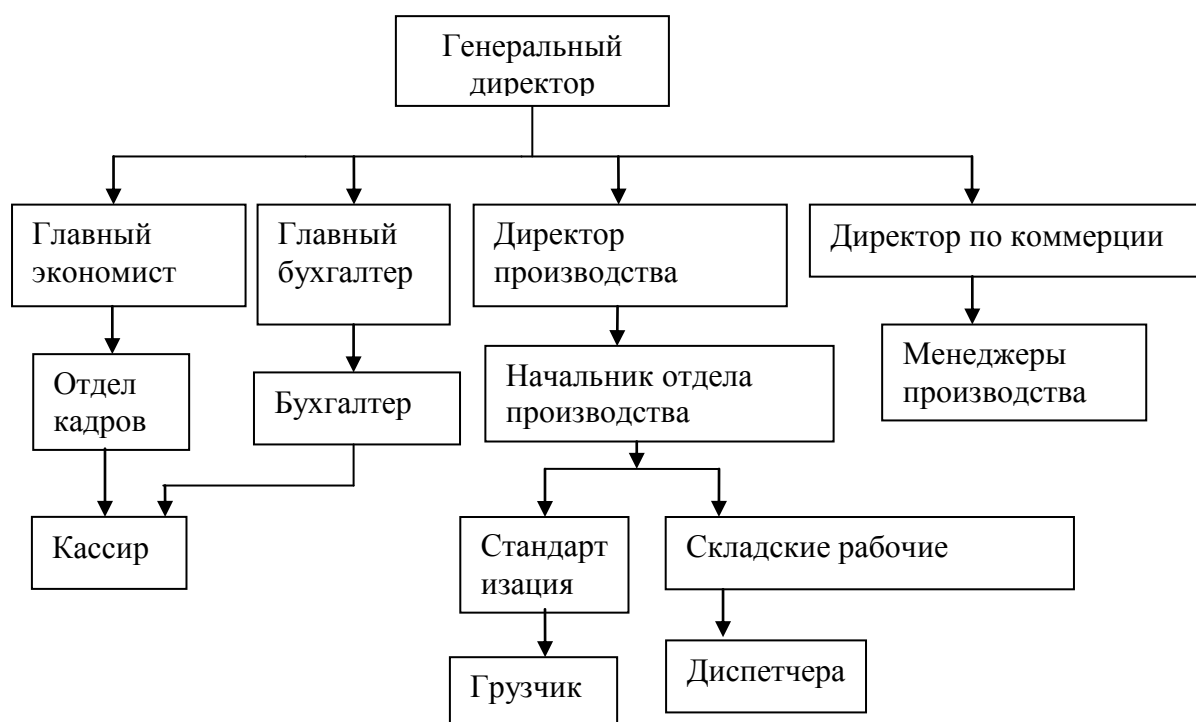 Генеральный
директор
Главный
экономист
Главный
бухгалтер
Директор
производства
Директор по коммерции
Отдел
кадров
Бухгалтер
Начальник отдела
производства
Менеджеры
производства
Кассир
Стандарт
изация
Складские рабочие
Грузчик
Диспетчера